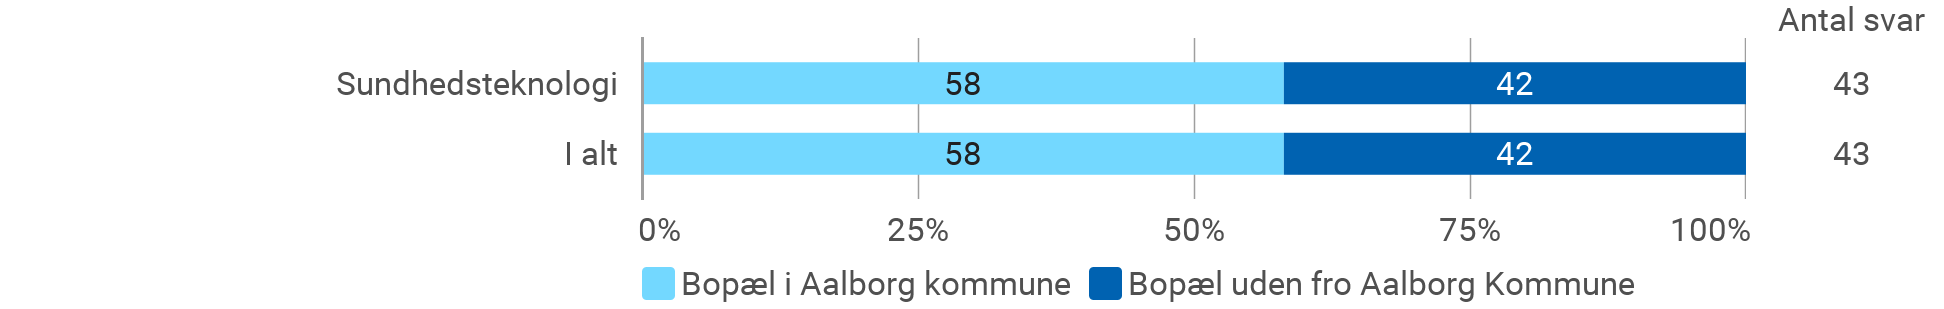 Antal svar
Sundhedsteknologi 58 42 43
I alt 58 42 43
0% 25% 50% 75% 100%
Bopæl i Aalborg kommune Bopæl uden fro Aalborg Kommune